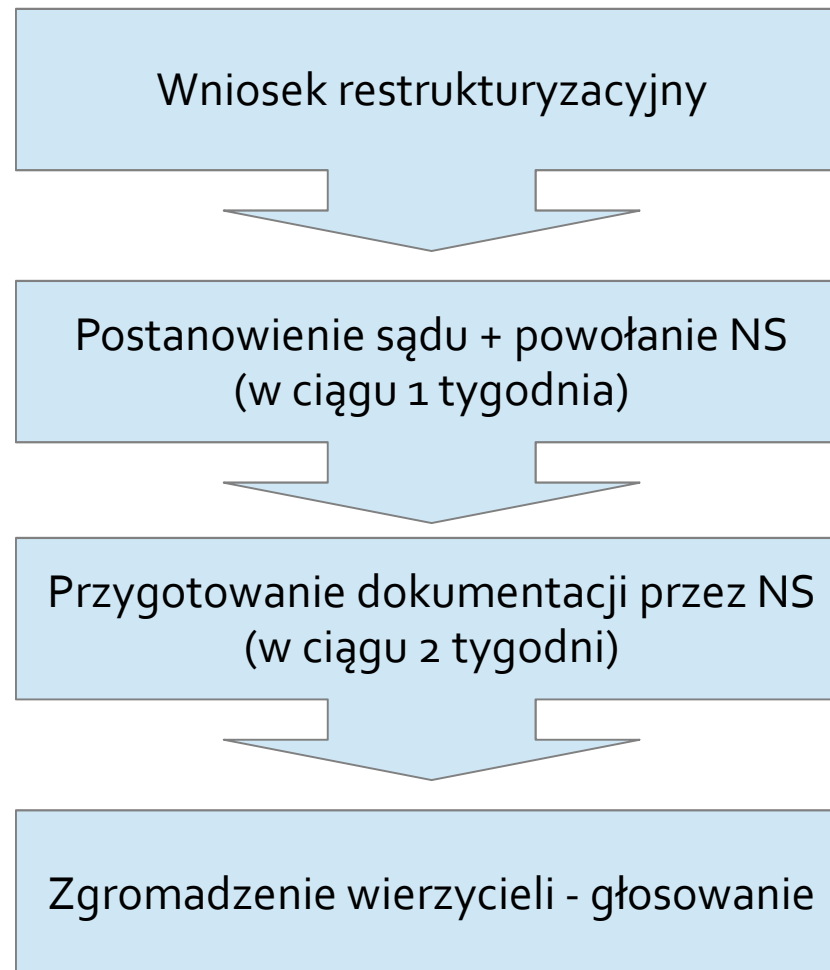 Wniosek restrukturyzacyjny
Postanowienie sądu + powołanie NS
(w ciągu 1 tygodnia)
Przygotowanie dokumentacji przez NS
(w ciągu 2 tygodni)
Zgromadzenie wierzycieli - głosowanie